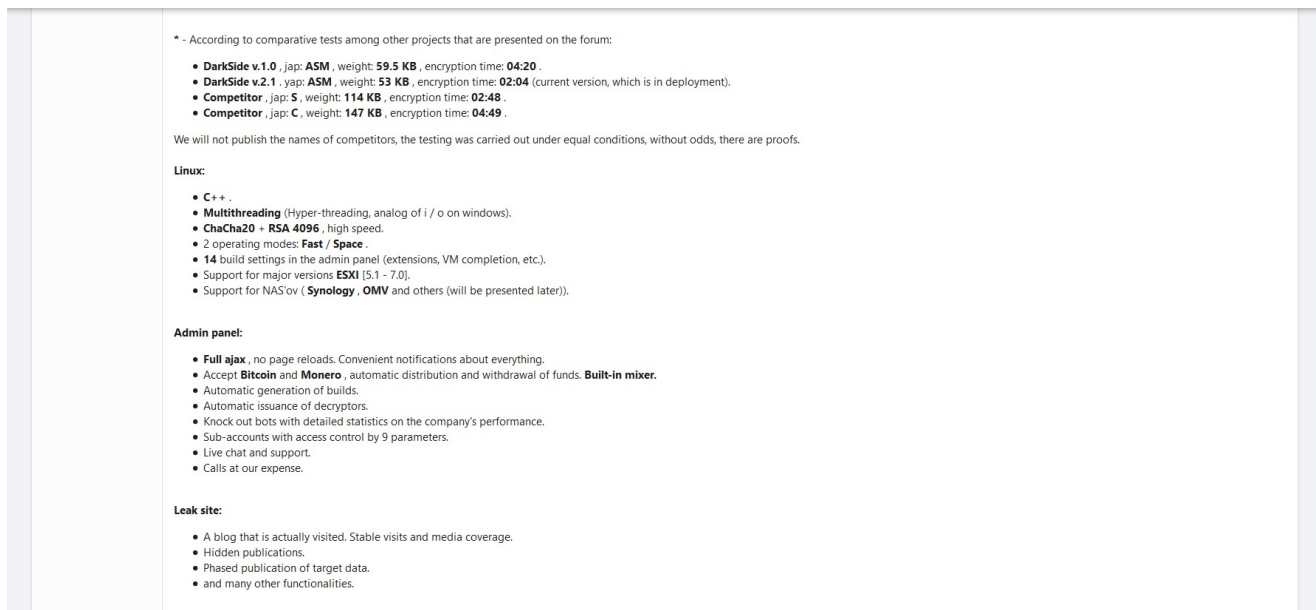 * - According to comparative tests among other projects that are presented on the forum:
• DarkSide v.1.0 , jap: ASM , weight: 59.5 KB , encryption time: 04:20 .
• DarkSide v.2.1 . yap: ASM , weight: 53 KB , encryption time: 02:04 (current version, which is in deployment).
• Competitor , jap: S , weight: 114 KB , encryption time: 02:48 .
• Competitor , jap: C , weight: 147 KB , encryption time: 04:49 .
We will not publish the names of competitors, the testing was carried out under equal conditions, without odds, there are proofs.
Linux:
• C++ .
• Multithreading (Hyper-threading, analog of i / o on windows).
• ChaCha20 + RSA 4096 , high speed.
• 2 operating modes: Fast / Space .
• 14 build settings in the admin panel (extensions, VM completion, etc.).
• Support for major versions ESXI [5.1 - 7.0].
• Support for NAS'ov ( Synology , OMV and others (will be presented later)).
Admin panel:
• Full ajax , no page reloads. Convenient notifications about everything.
• Accept Bitcoin and Monero , automatic distribution and withdrawal of funds. Built-in mixer.
• Automatic generation of builds.
• Automatic issuance of decryptors.
• Knock out bots with detailed statistics on the company's performance.
• Sub-accounts with access control by 9 parameters.
• Live chat and support.
• Calls at our expense.
Leak site:
• A blog that is actually visited. Stable visits and media coverage.
• Hidden publications.
• Phased publication of target data.
• and many other functionalities.